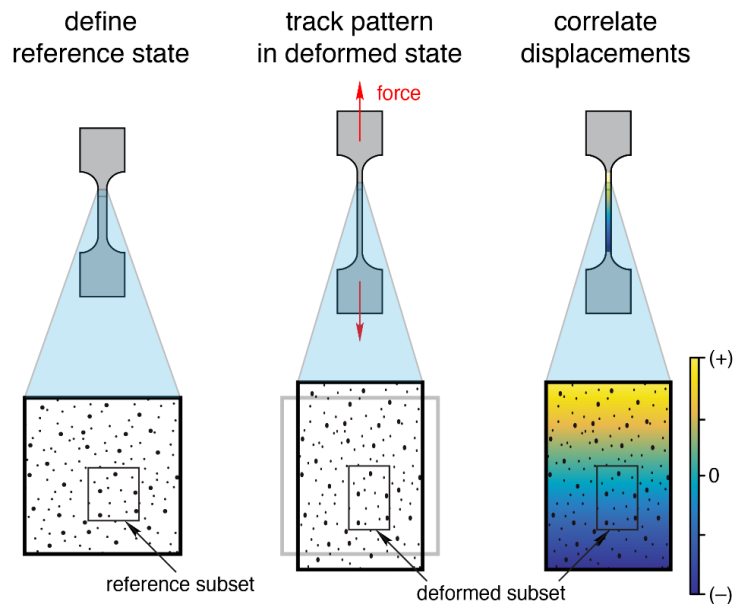 define
reference state
track pattern
in deformed state
correlate
displacements
force
(+)
0
(–)
reference subset
deformed subset